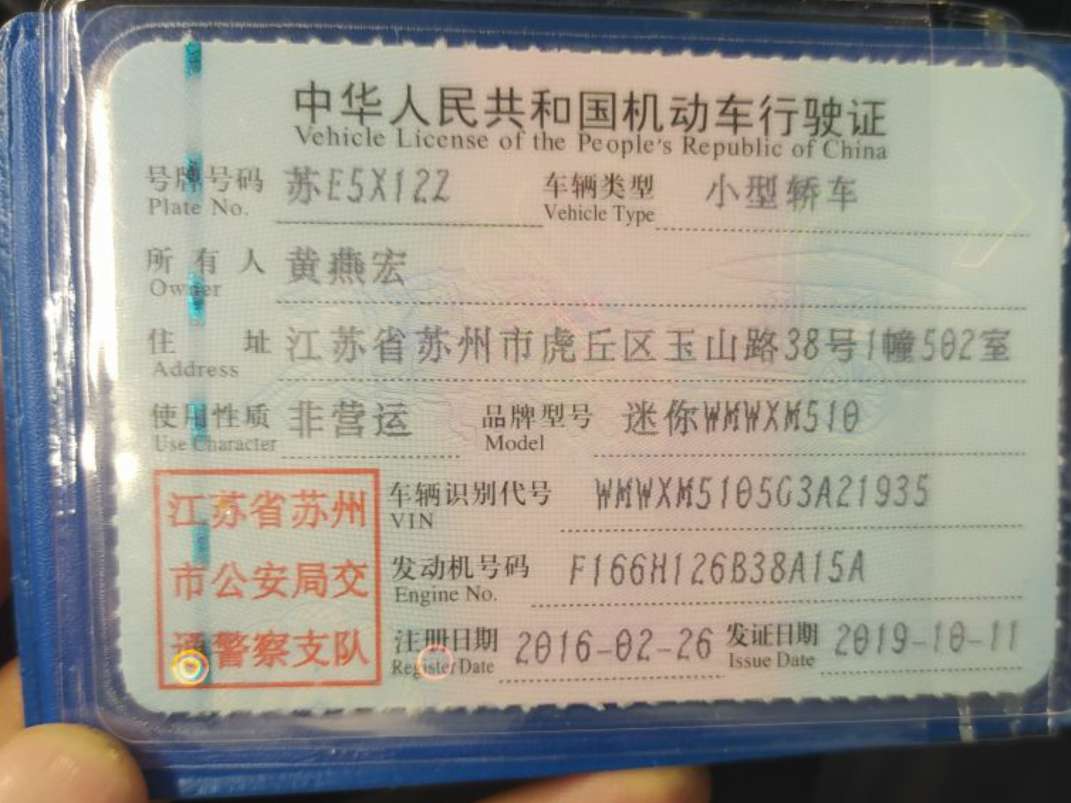 中华人民共和国机动车行驶证
Vehicle License of the People's Republic of China
号牌号码 苏E5X12Z 车辆类型 小型轿车
Plate No. Vehicle Type
所有人 黄燕宏
Owner
住址 江苏省苏州市虎丘区玉山路38号1幢502室
Address
使用性质 非营运 品牌型号 迷你WMWXM510
Use Character Model
江苏省苏州
市公安局交
通警察支队
车辆识别代号 WMWXM5105G3A21935
VIN
发动机号码 F166H126B38A15A
Engine No.
注册日期 2016-02-26 发证日期 2019-10-11
Register Date Issue Date